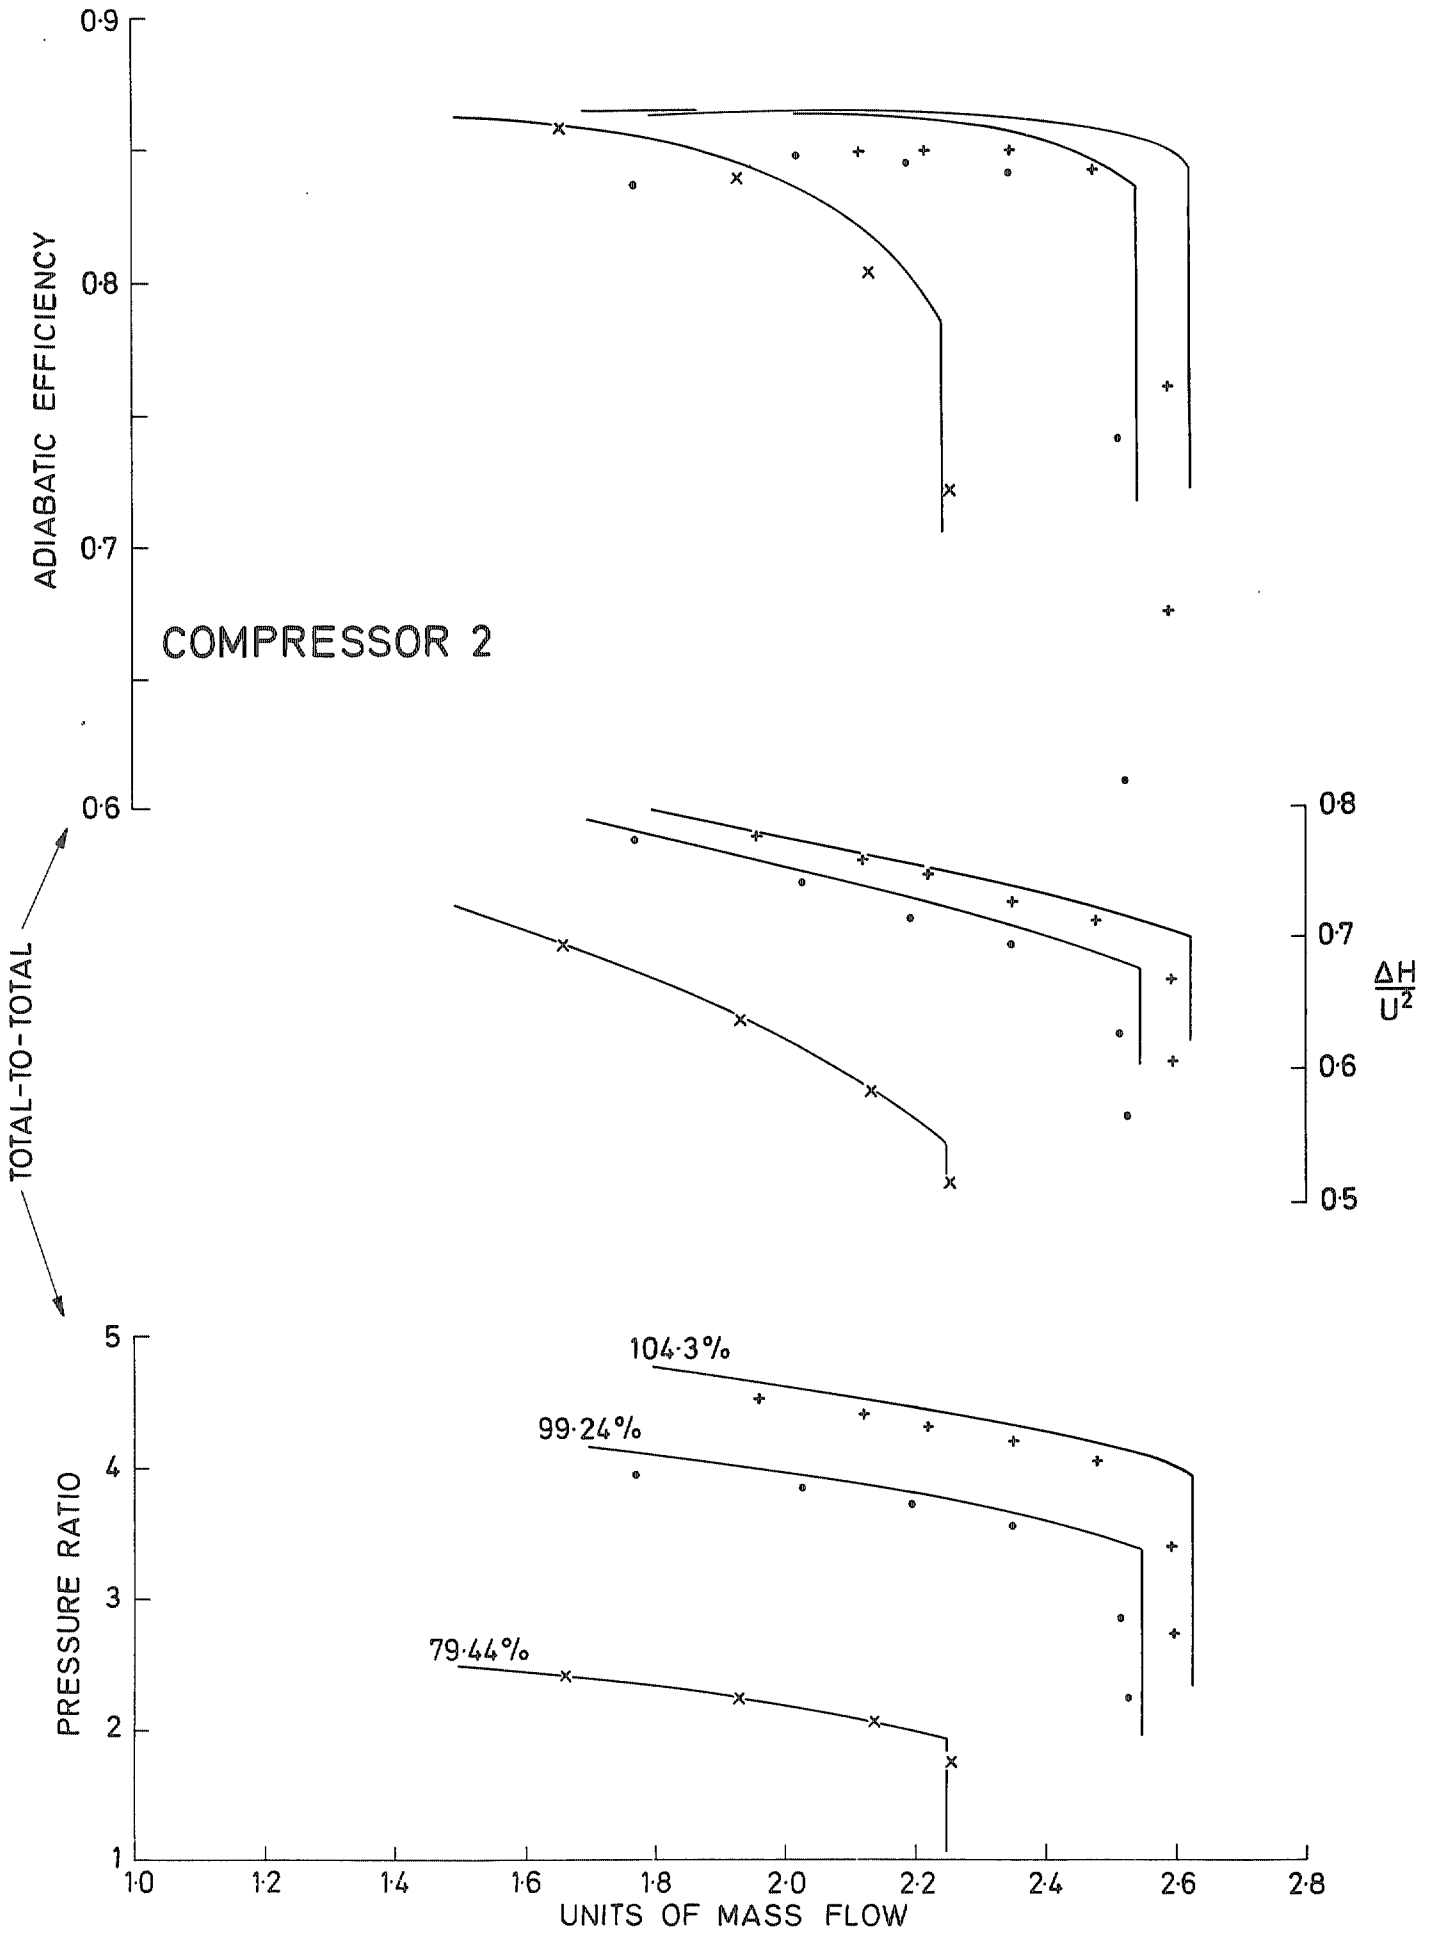 0·9
0·8
0·7
0·6
ADIABATIC EFFICIENCY
COMPRESSOR 2
TOTAL-TO-TOTAL
0·8
0·7
0·6
0·5
ΔH
U²
5
4
3
2
1
PRESSURE RATIO
104·3%
99·24%
79·44%
1·0 1·2 1·4 1·6 1·8 2·0 2·2 2·4 2·6 2·8
UNITS OF MASS FLOW